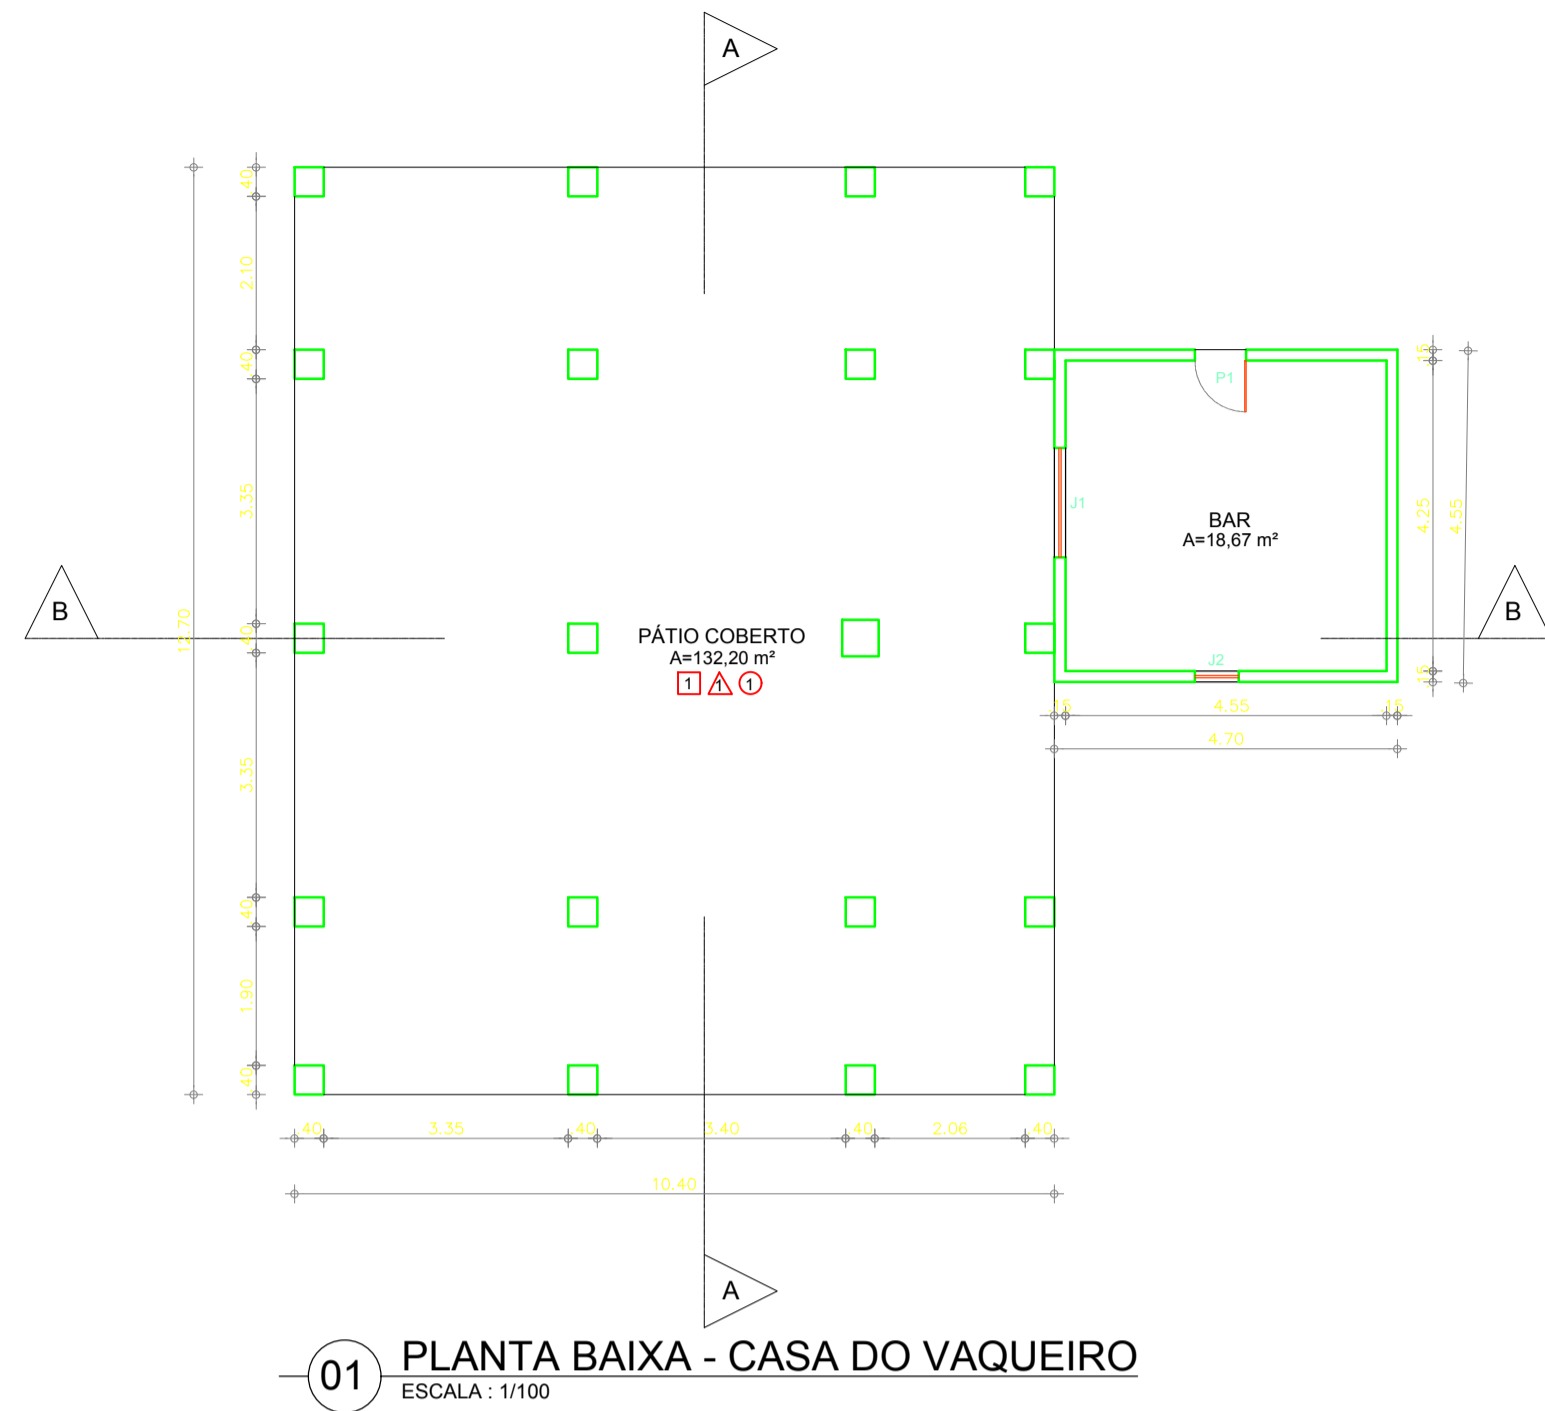 A
.40
2.10
.40
3.35
.40
3.35
.40
1.90
.40
12.70
P1
J1
BAR
A=18,67 m²
J2
.15
4.25
.15
4.55
B
B
PÁTIO COBERTO
A=132,20 m²
1 1 1
.15 4.55 .15
4.70
.40 3.35 .40 3.40 .40 2.06 .40
10.40
A
01 PLANTA BAIXA - CASA DO VAQUEIRO
ESCALA : 1/100